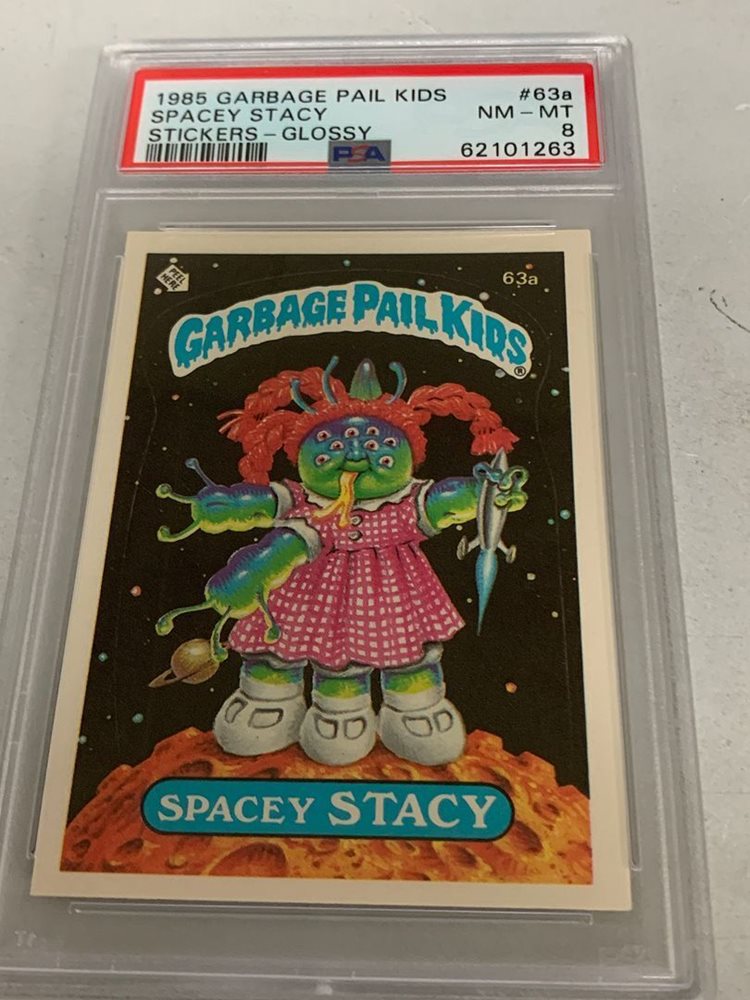 1985 GARBAGE PAIL KIDS #63a
SPACEY STACY NM - MT
STICKERS - GLOSSY 8
PSA 62101263
PEEL HERE
63a
GARBAGE PAIL KIDS®
SPACEY STACY